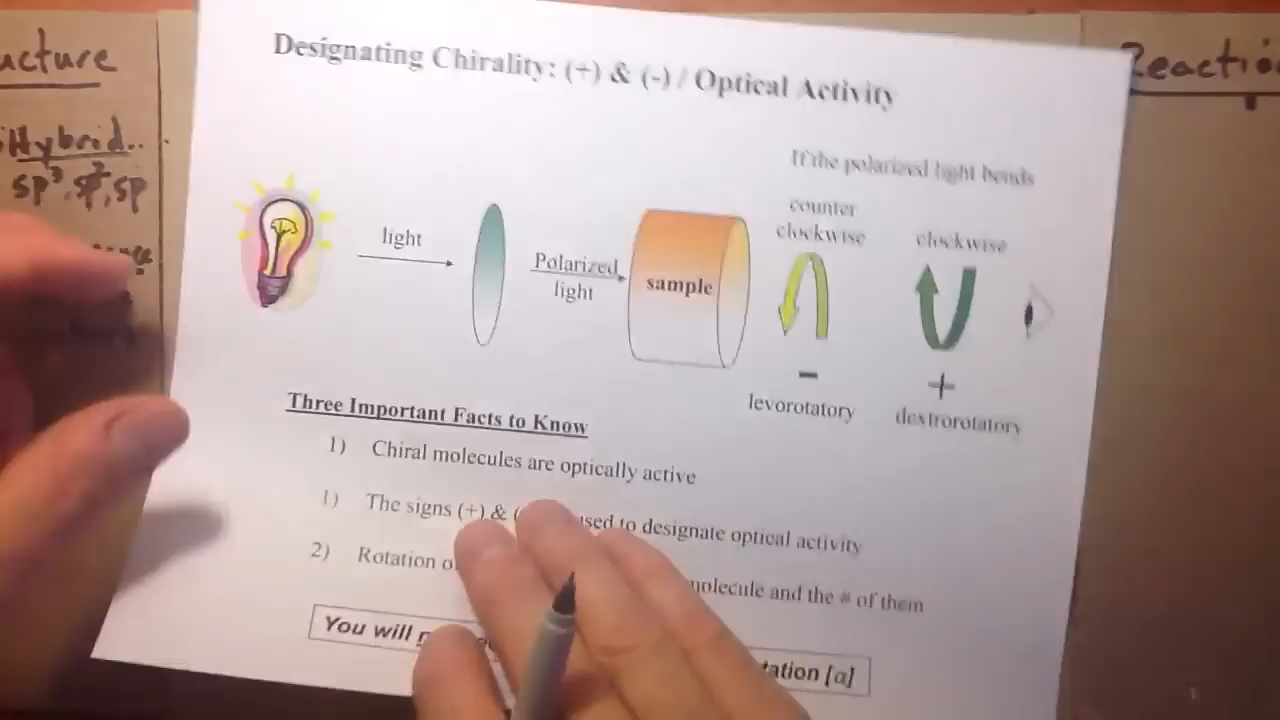 ucture
Hybrid..
sp³, sp², sp
Reactio
Designating Chirality: (+) & (-) / Optical Activity
If the polarized light bends
counter
clockwise
clockwise
light
Polarized
light
sample
-
+
levorotatory
dextrorotatory
Three Important Facts to Know
1) Chiral molecules are optically active
1) The signs (+) & ( used to designate optical activity
2) Rotation o molecule and the # of them
You will tation [α]